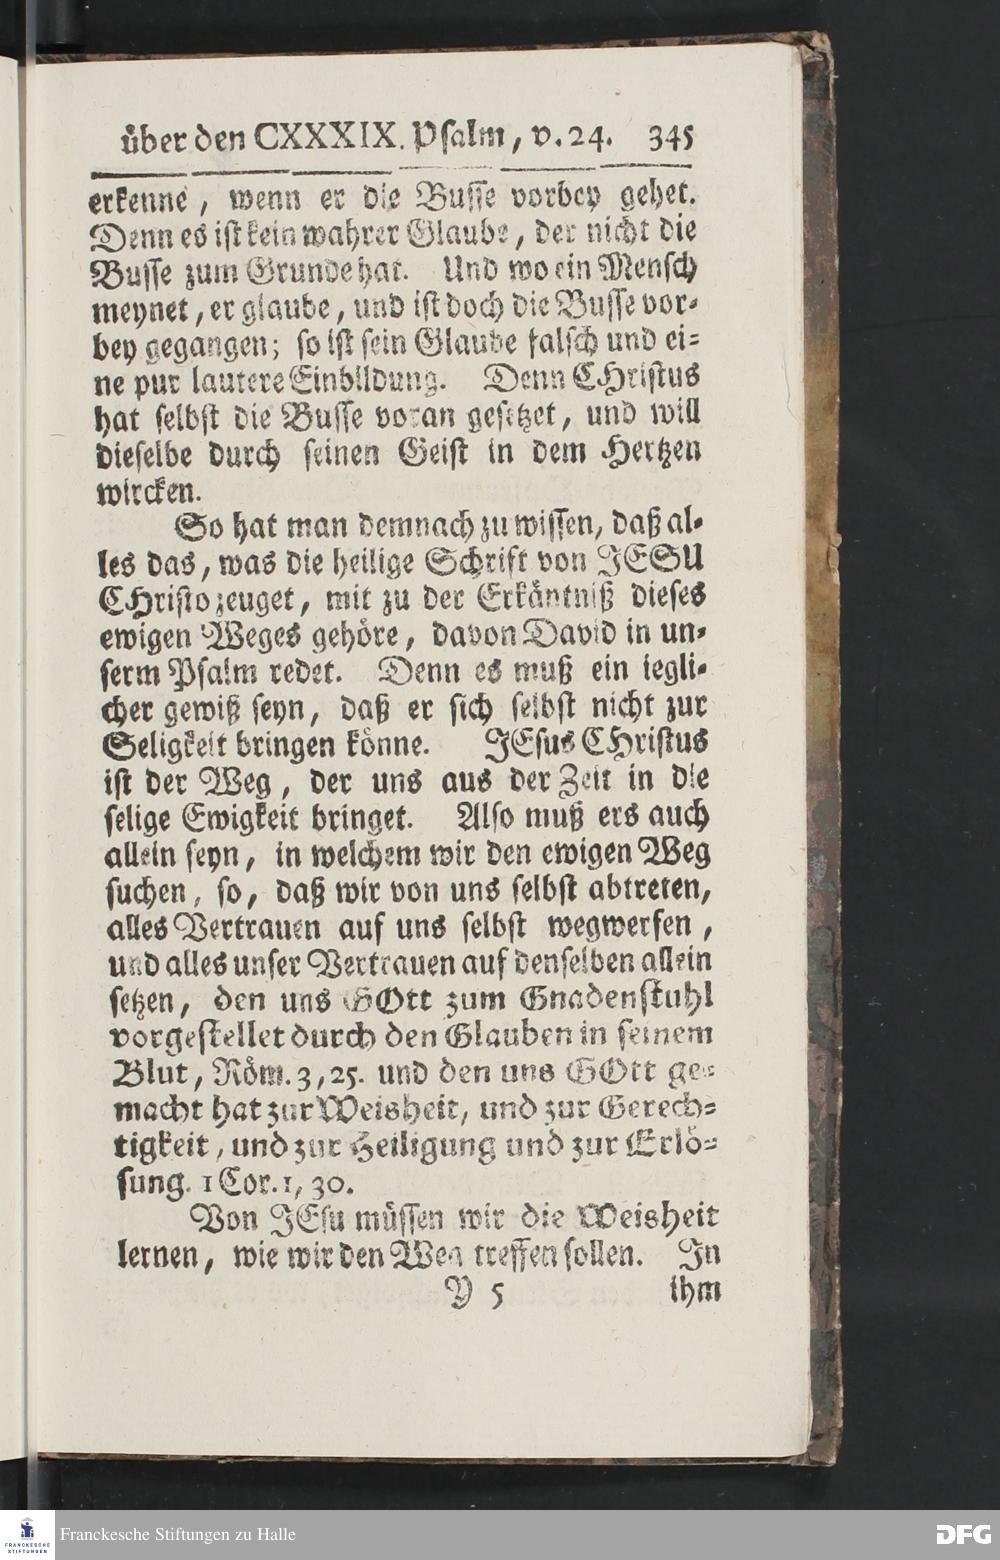 über den CXXXIX. Psalm, v. 24. 345
erkenne, wenn er die Busse vorbey gehet.
Denn es ist kein wahrer Glaube, der nicht die
Busse zum Grunde hat. Und wo ein Mensch
meynet, er glaube, und ist doch die Busse vor-
bey gegangen; so ist sein Glaube falsch und ei-
ne pur lautere Einbildung. Denn CHristus
hat selbst die Busse voran gesetzet, und will
dieselbe durch seinen Geist in dem Hertzen
wircken.
So hat man demnach zu wissen, daß al-
les das, was die heilige Schrift von JESU
CHristo zeuget, mit zu der Erkäntniß dieses
ewigen Weges gehöre, davon David in un-
serm Psalm redet. Denn es muß ein iegli-
cher gewiß seyn, daß er sich selbst nicht zur
Seligkeit bringen könne. JEsus CHristus
ist der Weg, der uns aus der Zeit in die
selige Ewigkeit bringet. Also muß ers auch
allein seyn, in welchem wir den ewigen Weg
suchen, so, daß wir von uns selbst abtreten,
alles Vertrauen auf uns selbst wegwerfen,
und alles unser Vertrauen auf denselben allein
setzen, den uns GOtt zum Gnadenstuhl
vorgestellet durch den Glauben in seinem
Blut, Röm. 3, 25. und den uns GOtt ge-
macht hat zur Weisheit, und zur Gerech-
tigkeit, und zur Heiligung und zur Erlö-
sung. 1 Cor. 1, 30.
Von JEsu müssen wir die Weisheit
lernen, wie wir den Weg treffen sollen. In
Y 5 ihm
FRANCKESCHE STIFTUNGEN
Franckesche Stiftungen zu Halle
DFG